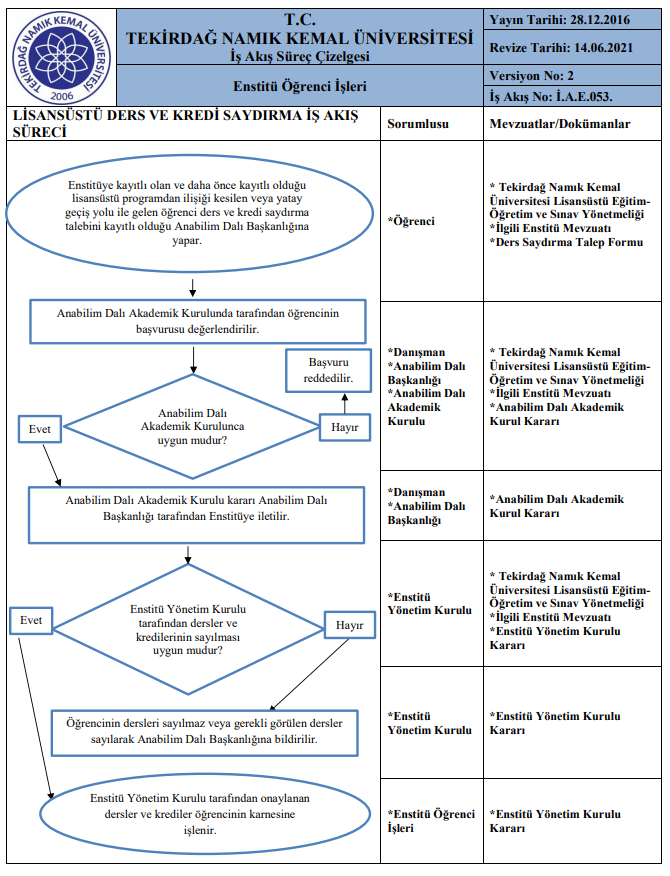 TEKİRDAĞ NAMIK KEMAL ÜNİVERSİTESİ
2006
T.C.
TEKİRDAĞ NAMIK KEMAL ÜNİVERSİTESİ
İş Akış Süreç Çizelgesi
Enstitü Öğrenci İşleri
Yayın Tarihi: 28.12.2016
Revize Tarihi: 14.06.2021
Versiyon No: 2
İş Akış No: İ.A.E.053.
LİSANSÜSTÜ DERS VE KREDİ SAYDIRMA İŞ AKIŞ
SÜRECİ
Sorumlusu
Mevzuatlar/Dokümanlar
Enstitüye kayıtlı olan ve daha önce kayıtlı olduğu
lisansüstü programdan ilişiği kesilen veya yatay
geçiş yolu ile gelen öğrenci ders ve kredi saydırma
talebini kayıtlı olduğu Anabilim Dalı Başkanlığına
yapar.
*Öğrenci
* Tekirdağ Namık Kemal
Üniversitesi Lisansüstü Eğitim-
Öğretim ve Sınav Yönetmeliği
*İlgili Enstitü Mevzuatı
*Ders Saydırma Talep Formu
Anabilim Dalı Akademik Kurulunda tarafından öğrencinin
başvurusu değerlendirilir.
Başvuru
reddedilir.
Anabilim Dalı
Akademik Kurulunca
uygun mudur?
Evet
Hayır
*Danışman
*Anabilim Dalı
Başkanlığı
*Anabilim Dalı
Akademik
Kurulu
* Tekirdağ Namık Kemal
Üniversitesi Lisansüstü Eğitim-
Öğretim ve Sınav Yönetmeliği
*İlgili Enstitü Mevzuatı
*Anabilim Dalı Akademik
Kurul Kararı
Anabilim Dalı Akademik Kurulu kararı Anabilim Dalı
Başkanlığı tarafından Enstitüye iletilir.
*Danışman
*Anabilim Dalı
Başkanlığı
*Anabilim Dalı Akademik
Kurul Kararı
Enstitü Yönetim Kurulu
tarafından dersler ve
kredilerinin sayılması
uygun mudur?
Evet
Hayır
*Enstitü
Yönetim Kurulu
* Tekirdağ Namık Kemal
Üniversitesi Lisansüstü Eğitim-
Öğretim ve Sınav Yönetmeliği
*İlgili Enstitü Mevzuatı
*Enstitü Yönetim Kurulu
Kararı
Öğrencinin dersleri sayılmaz veya gerekli görülen dersler
sayılarak Anabilim Dalı Başkanlığına bildirilir.
*Enstitü
Yönetim Kurulu
*Enstitü Yönetim Kurulu
Kararı
Enstitü Yönetim Kurulu tarafından onaylanan
dersler ve krediler öğrencinin karnesine
işlenir.
*Enstitü Öğrenci
İşleri
*Enstitü Yönetim Kurulu
Kararı